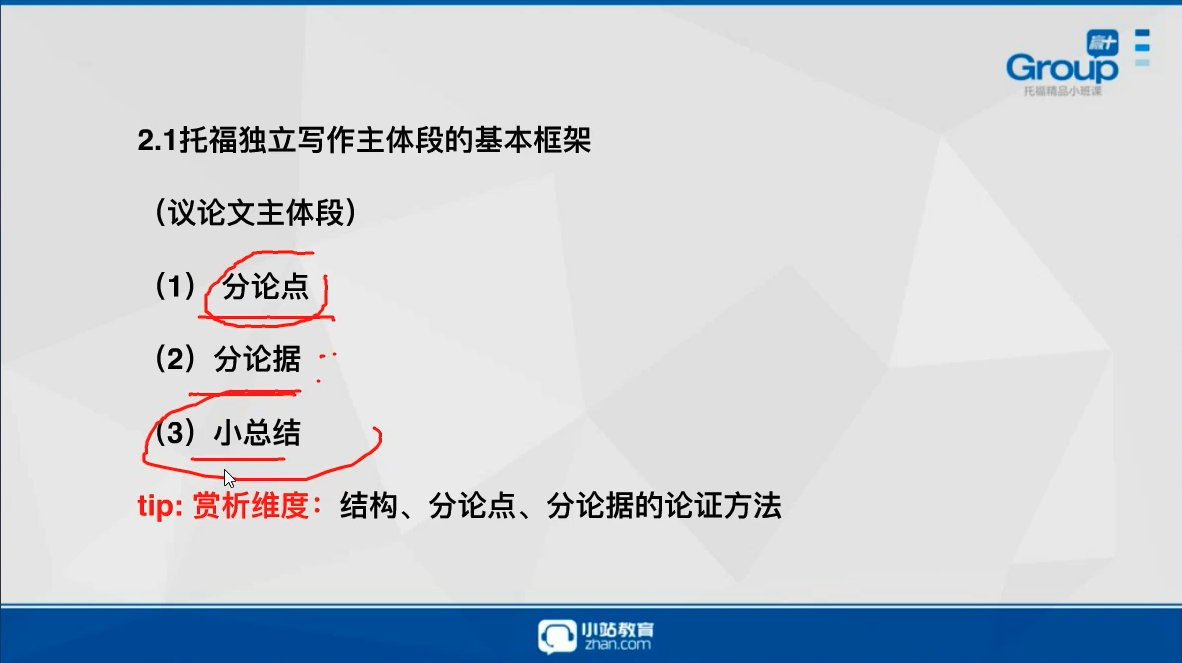 赢+
Group
托福精品小班课
2.1托福独立写作主体段的基本框架
（议论文主体段）
（1） 分论点
（2）分论据
（3）小总结
tip: 赏析维度：结构、分论点、分论据的论证方法
小站教育
zhan.com